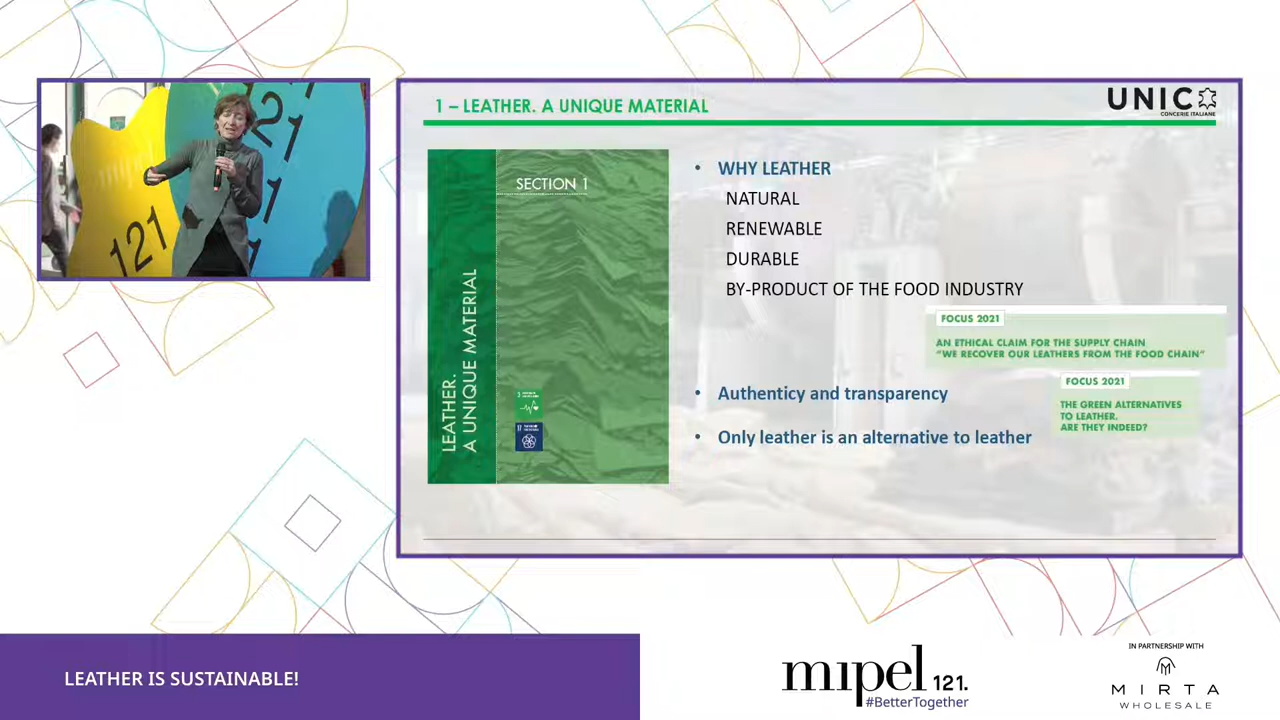 121
121
1
1
1 – LEATHER. A UNIQUE MATERIAL
UNIC
CONCERIE ITALIANE
SECTION 1
LEATHER.
A UNIQUE MATERIAL
• WHY LEATHER
NATURAL
RENEWABLE
DURABLE
BY-PRODUCT OF THE FOOD INDUSTRY
FOCUS 2021
AN ETHICAL CLAIM FOR THE SUPPLY CHAIN
“WE RECOVER OUR LEATHERS FROM THE FOOD CHAIN”
FOCUS 2021
THE GREEN ALTERNATIVES
TO LEATHER.
ARE THEY INDEED?
• Authenticy and transparency
• Only leather is an alternative to leather
LEATHER IS SUSTAINABLE!
mipel 121.
#BetterTogether
IN PARTNERSHIP WITH
MIRTA
WHOLESALE